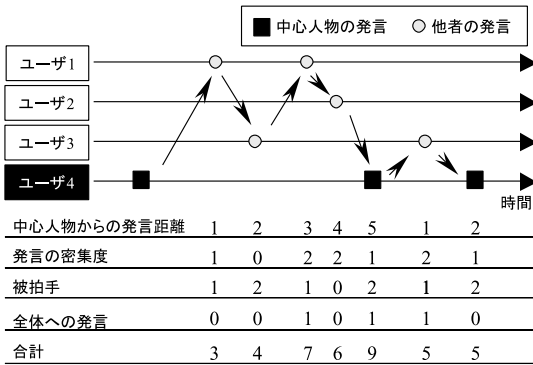 中心人物の発言 他者の発言
ユーザ1
ユーザ2
ユーザ3
ユーザ4
時間
中心人物からの発言距離 1 2 3 4 5 1 2
発言の密集度 1 0 2 2 1 2 1
被拍手 1 2 1 0 2 1 2
全体への発言 0 0 1 0 1 1 0
合計 3 4 7 6 9 5 5